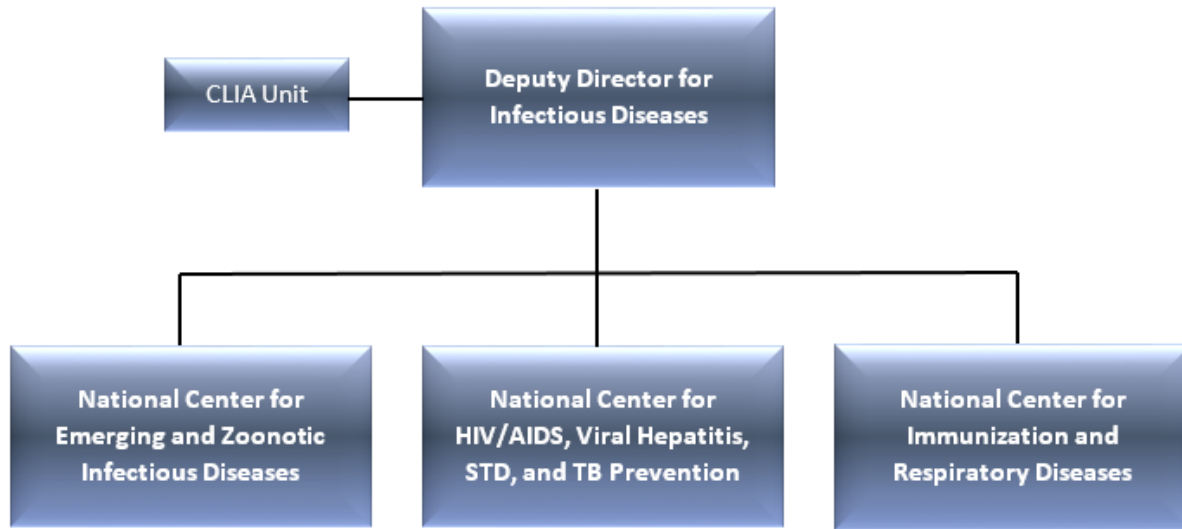 CLIA Unit
Deputy Director for
Infectious Diseases
National Center for
Emerging and Zoonotic
Infectious Diseases
National Center for
HIV/AIDS, Viral Hepatitis,
STD, and TB Prevention
National Center for
Immunization and
Respiratory Diseases